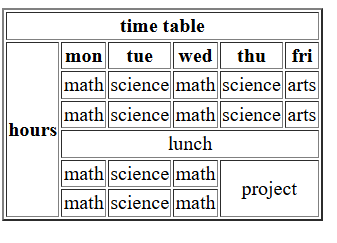 time table
hours mon tue wed thu fri
math science math science arts
math science math science arts
lunch
math science math project
math science math